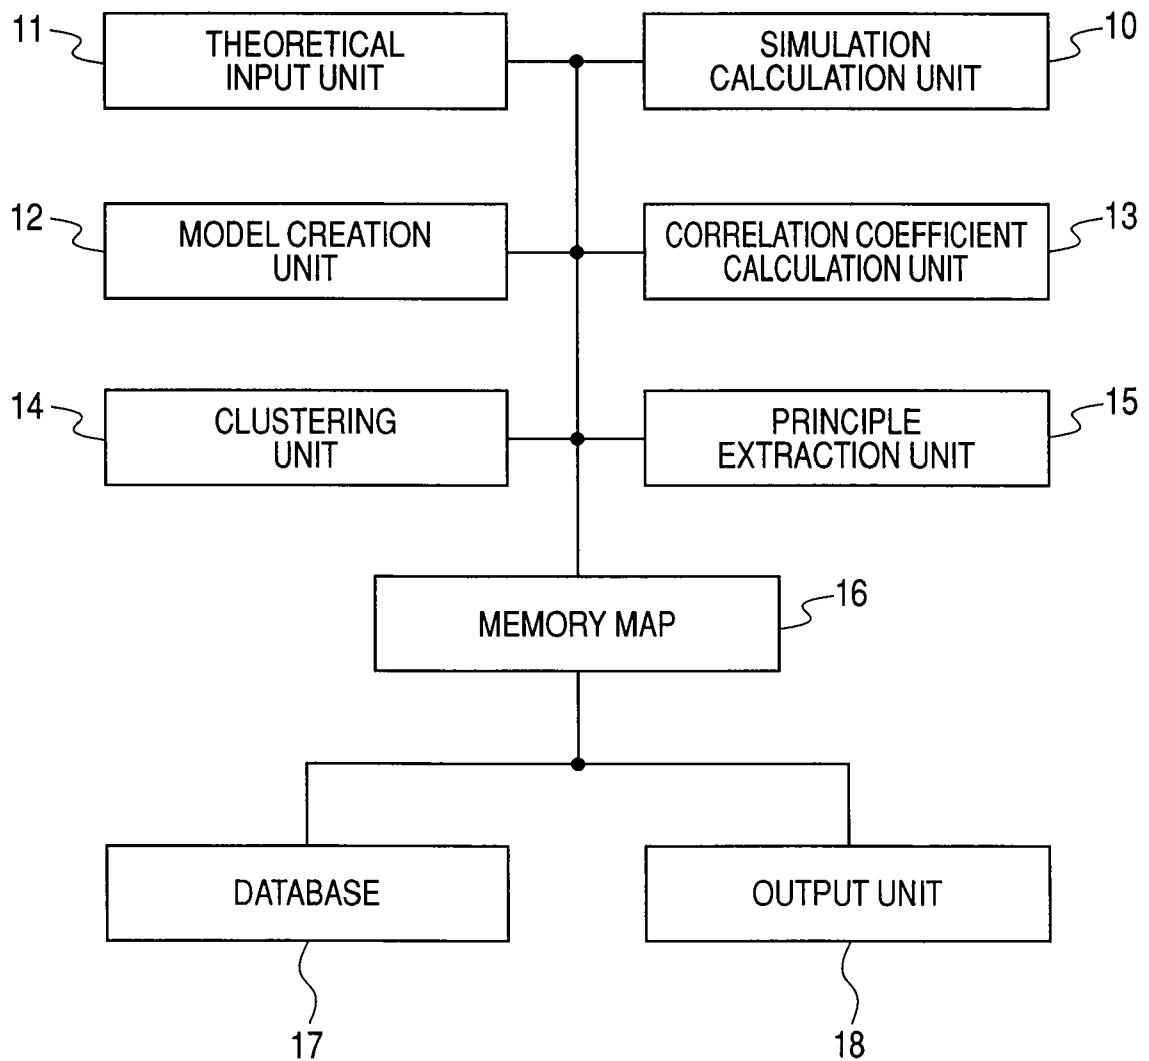 11
THEORETICAL
INPUT UNIT
SIMULATION
CALCULATION UNIT
10
12
MODEL CREATION
UNIT
CORRELATION COEFFICIENT
CALCULATION UNIT
13
14
CLUSTERING
UNIT
PRINCIPLE
EXTRACTION UNIT
15
MEMORY MAP
16
DATABASE
OUTPUT UNIT
17
18